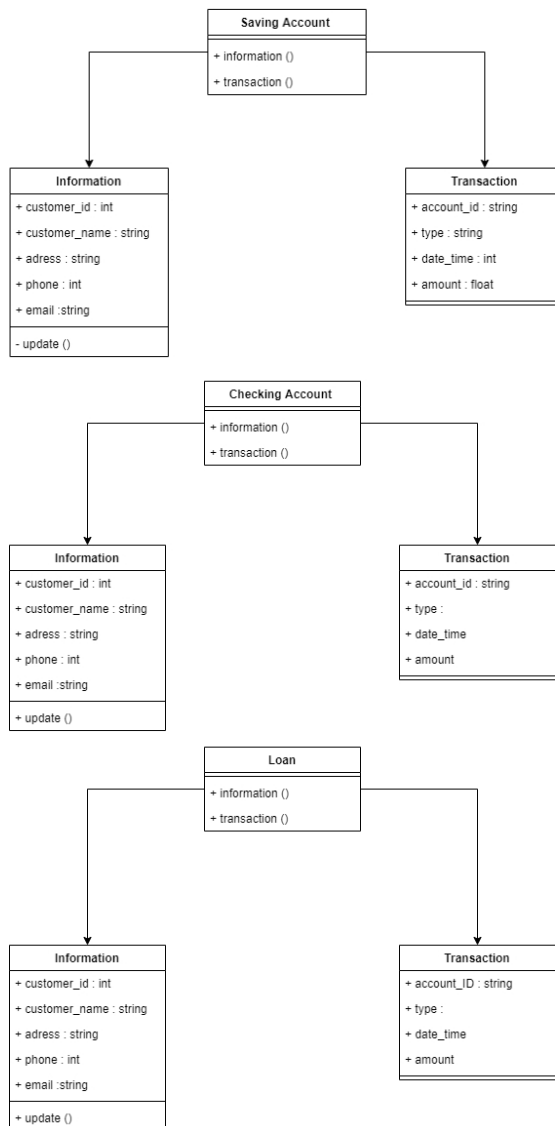 Saving Account
+ information ()
+ transaction ()
Information
+ customer_id : int
+ customer_name : string
+ adress : string
+ phone : int
+ email :string
- update ()
Transaction
+ account_id : string
+ type : string
+ date_time : int
+ amount : float
Checking Account
+ information ()
+ transaction ()
Information
+ customer_id : int
+ customer_name : string
+ adress : string
+ phone : int
+ email :string
+ update ()
Transaction
+ account_id : string
+ type :
+ date_time
+ amount
Loan
+ information ()
+ transaction ()
Information
+ customer_id : int
+ customer_name : string
+ adress : string
+ phone : int
+ email :string
+ update ()
Transaction
+ account_ID : string
+ type :
+ date_time
+ amount